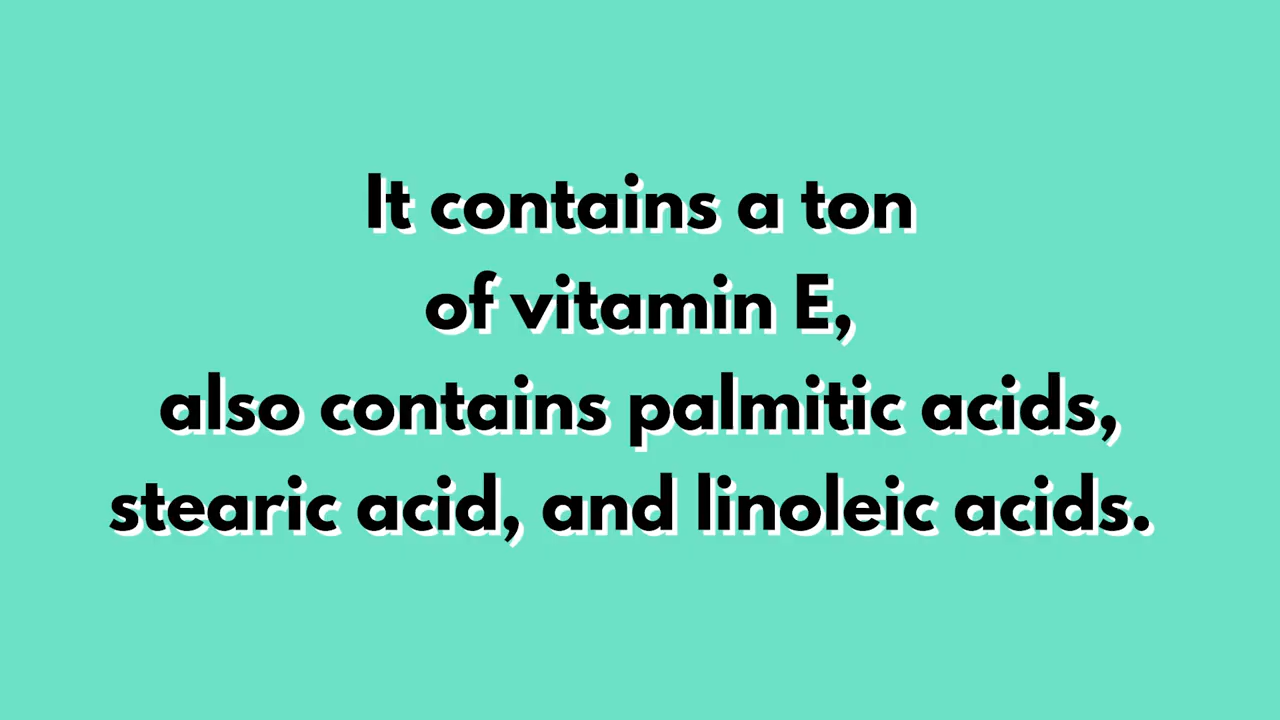 It contains a ton
of vitamin E,
also contains palmitic acids,
stearic acid, and linoleic acids.